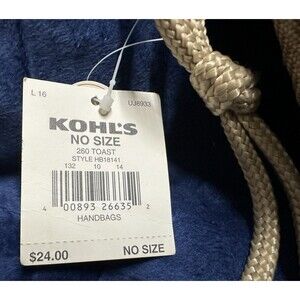 L 16 UJ6933
KOHL'S
NO SIZE
260 TOAST
STYLE HB18141
132 10 14
4 00893 26635 2
HANDBAGS
$24.00 NO SIZE